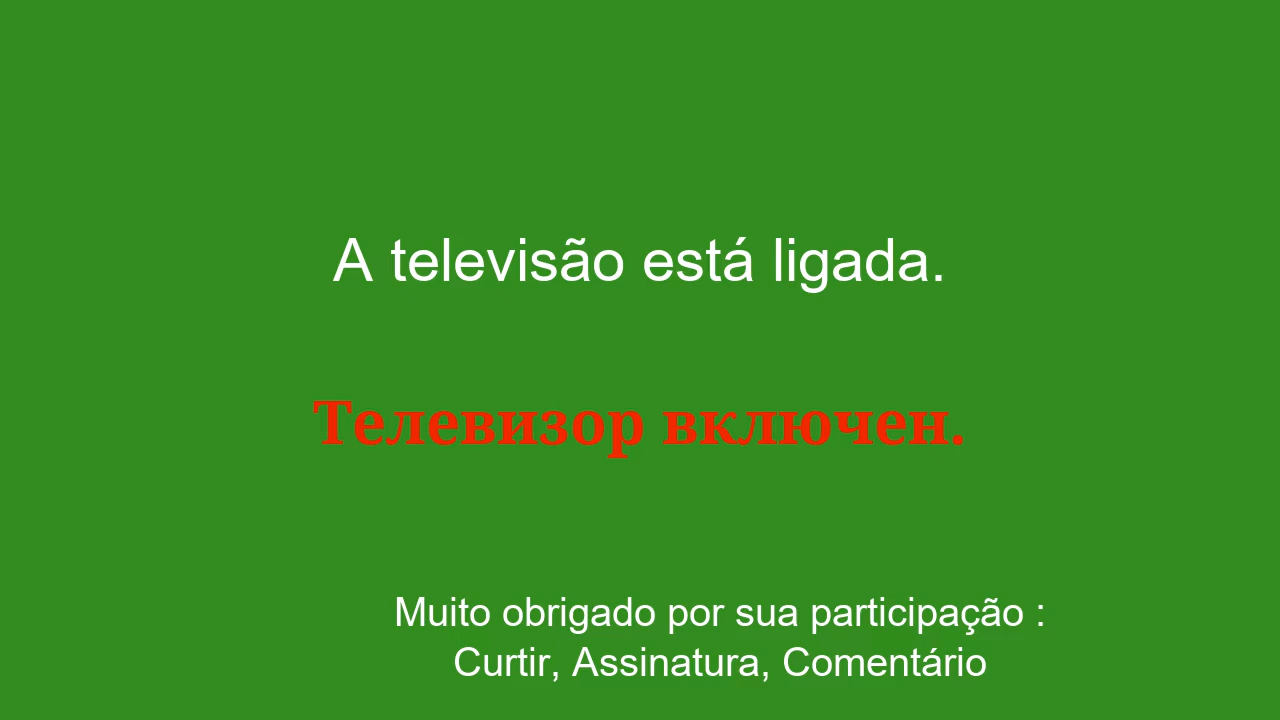 A televisão está ligada.
Телевизор включен.
Muito obrigado por sua participação :
Curtir, Assinatura, Comentário